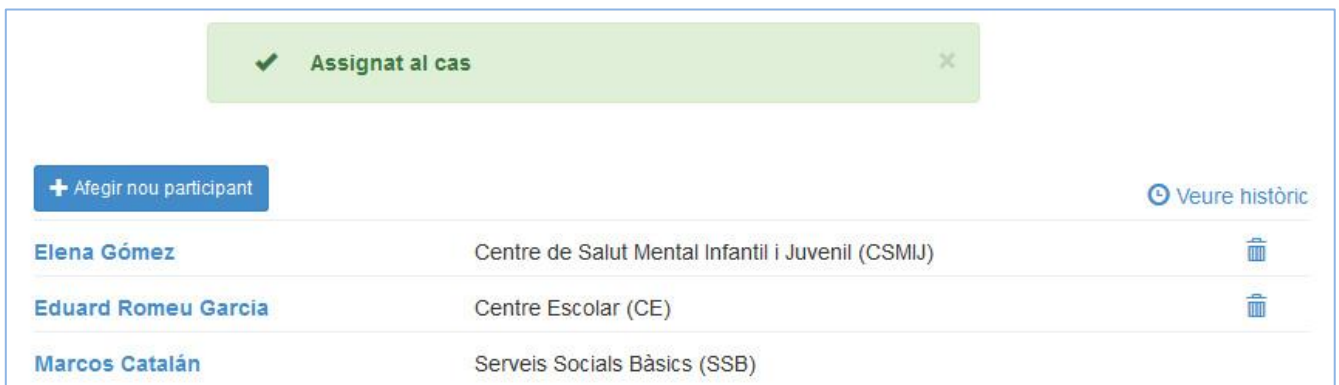 Assignat al cas
Afegir nou participant
Veure històric
Elena Gómez Centre de Salut Mental Infantil i Juvenil (CSMIJ)
Eduard Romeu Garcia Centre Escolar (CE)
Marcos Catalán Serveis Socials Bàsics (SSB)